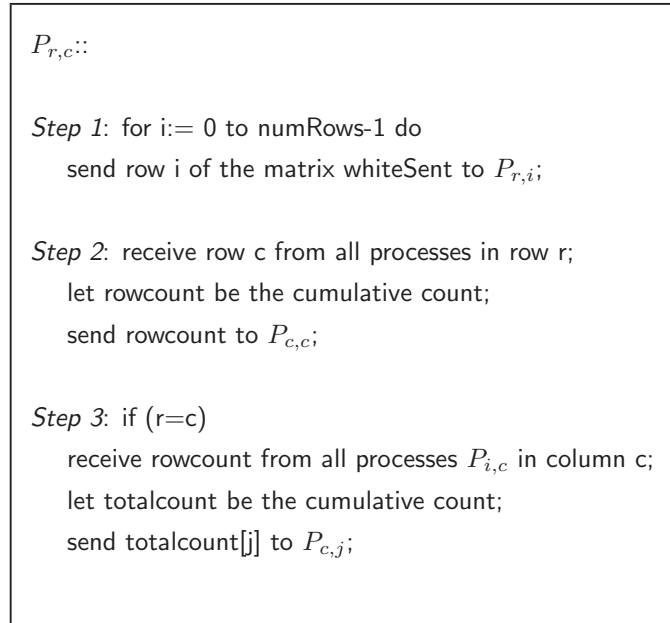 P_{r,c}::
Step 1: for i:= 0 to numRows-1 do
send row i of the matrix whiteSent to P_{r,i};
Step 2: receive row c from all processes in row r;
let rowcount be the cumulative count;
send rowcount to P_{c,c};
Step 3: if (r=c)
receive rowcount from all processes P_{i,c} in column c;
let totalcount be the cumulative count;
send totalcount[j] to P_{c,j};